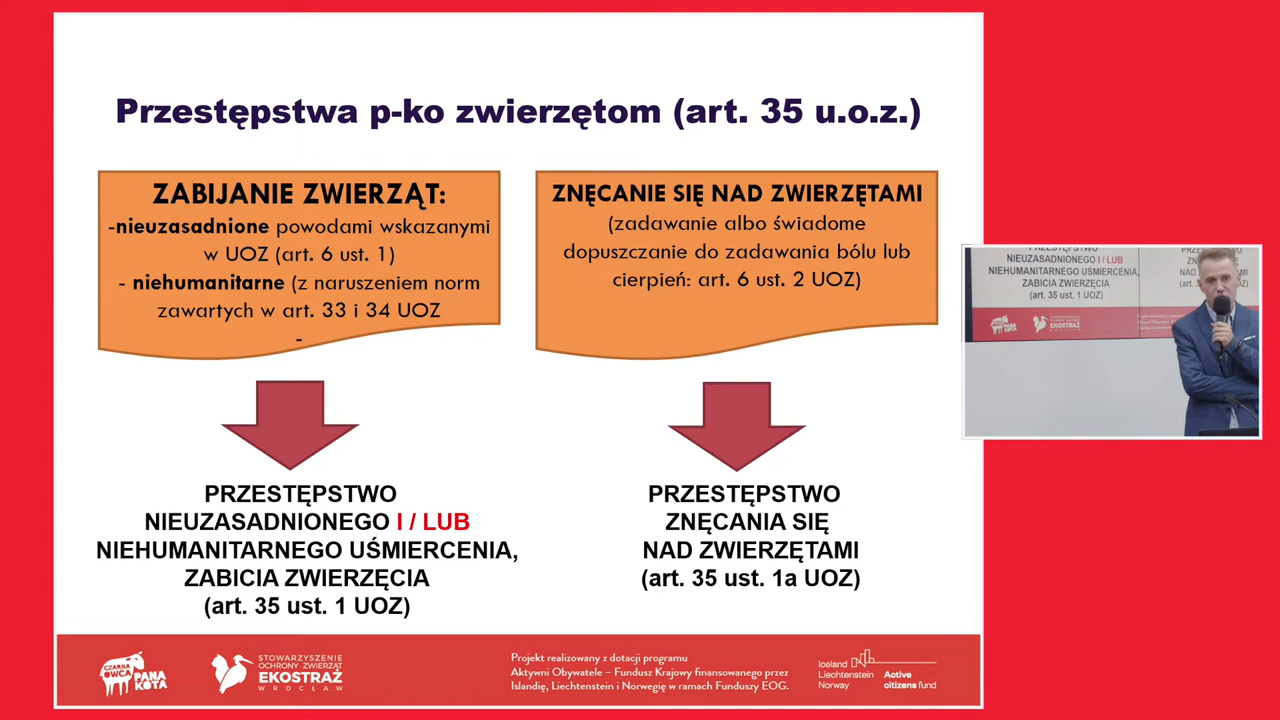 Przestępstwa p-ko zwierzętom (art. 35 u.o.z.)
ZABIJANIE ZWIERZĄT:
-nieuzasadnione powodami wskazanymi
w UOZ (art. 6 ust. 1)
- niehumanitarne (z naruszeniem norm
zawartych w art. 33 i 34 UOZ
-
ZNĘCANIE SIĘ NAD ZWIERZĘTAMI
(zadawanie albo świadome
dopuszczanie do zadawania bólu lub
cierpień: art. 6 ust. 2 UOZ)
PRZESTĘPSTWO
NIEUZASADNIONEGO I / LUB
NIEHUMANITARNEGO UŚMIERCENIA,
ZABICIA ZWIERZĘCIA
(art. 35 ust. 1 UOZ)
PRZESTĘPSTWO
ZNĘCANIA SIĘ
NAD ZWIERZĘTAMI
(art. 35 ust. 1a UOZ)
CZARNA
OWCA
PANA
KOTA
STOWARZYSZENIE
OCHRONY ZWIERZĄT
EKOSTRAŻ
WROCŁAW
Projekt realizowany z dotacji programu
Aktywni Obywatele – Fundusz Krajowy finansowanego przez
Islandię, Liechtenstein i Norwegię w ramach Funduszy EOG.
Iceland
Liechtenstein
Norway
Active
citizens fund
NIEUZASADNIONEGO I / LUB
NIEHUMANITARNEGO UŚMIERCENIA,
ZABICIA ZWIERZĘCIA
(art. 35 ust. 1 UOZ)
PANA
KOTA
EKOSTRAŻ